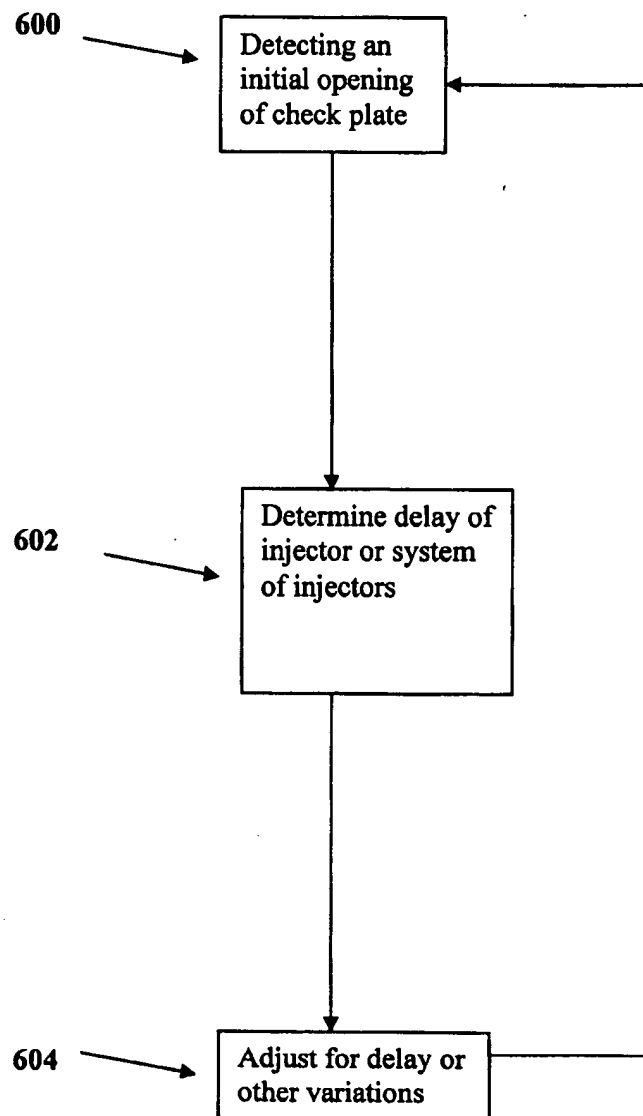 600
Detecting an
initial opening
of check plate
602
Determine delay of
injector or system
of injectors
604
Adjust for delay or
other variations